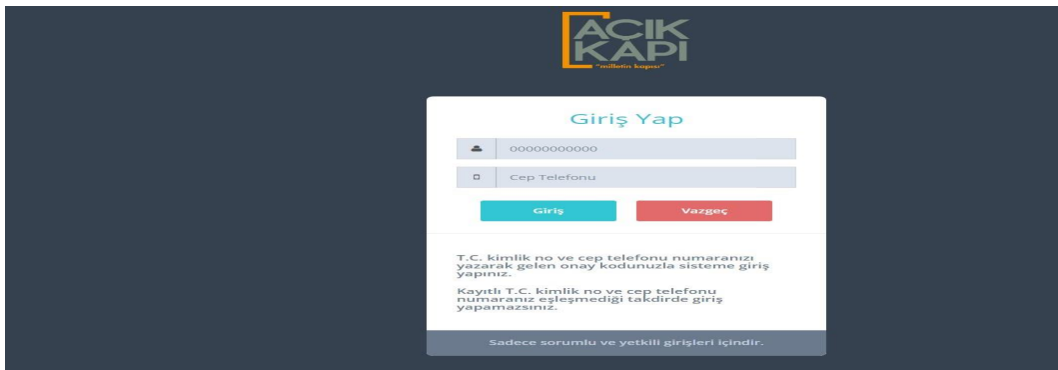 AÇIK
KAPI
"milletin kapısı"
Giriş Yap
00000000000
Cep Telefonu
Giriş Vazgeç
T.C. kimlik no ve cep telefonu numaranızı
yazarak gelen onay kodunuzla sisteme giriş
yapınız.
Kayıtlı T.C. kimlik no ve cep telefonu
numaranız eşleşmediği takdirde giriş
yapamazsınız.
Sadece sorumlu ve yetkili girişleri içindir.